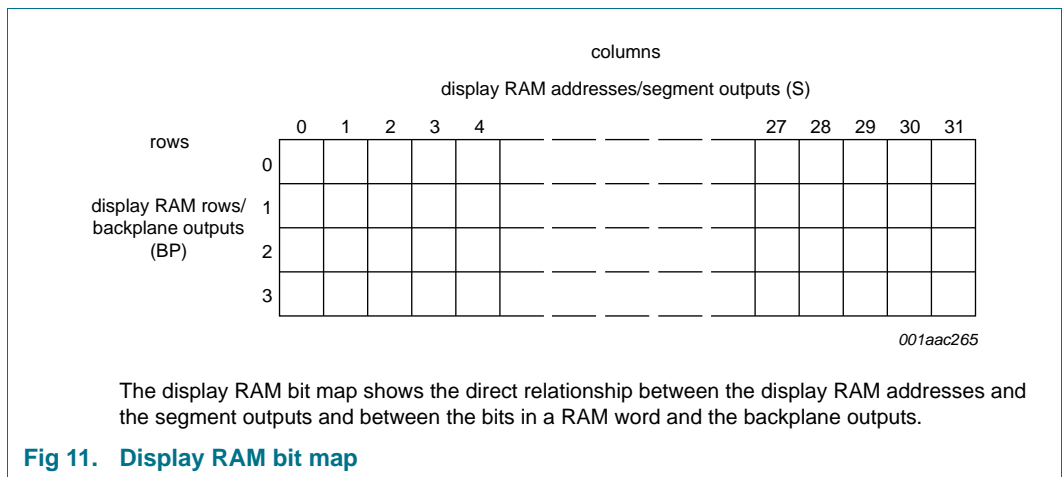 columns
display RAM addresses/segment outputs (S)
0 1 2 3 4 27 28 29 30 31
rows
0
display RAM rows/
backplane outputs
(BP)
1
2
3
001aac265
The display RAM bit map shows the direct relationship between the display RAM addresses and
the segment outputs and between the bits in a RAM word and the backplane outputs.
Fig 11. Display RAM bit map